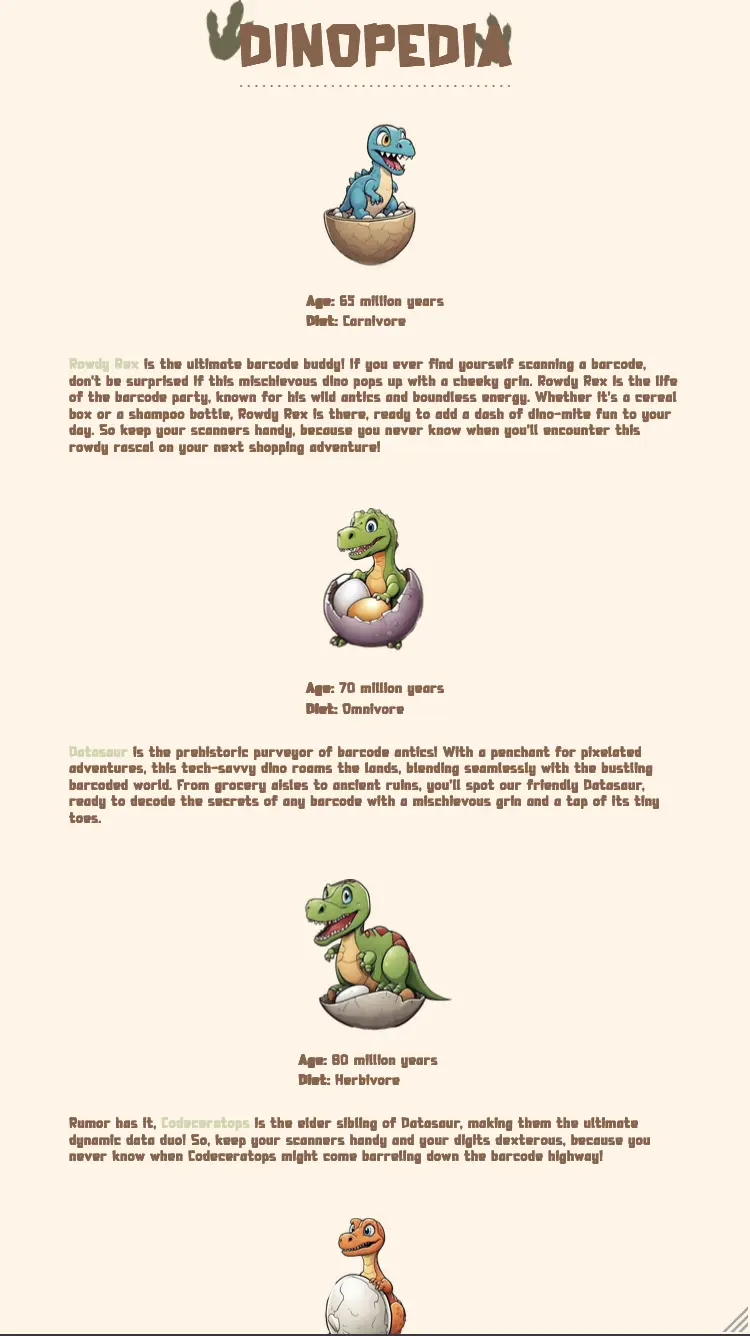 DINOPEDIA
Age: 65 million years
Diet: Carnivore
Rowdy Rex is the ultimate barcode buddy! If you ever find yourself scanning a barcode,
don't be surprised if this mischievous dino pops up with a cheeky grin. Rowdy Rex is the life
of the barcode party, known for his wild antics and boundless energy. Whether it's a cereal
box or a shampoo bottle, Rowdy Rex is there, ready to add a dash of dino-mite fun to your
day. So keep your scanners handy, because you never know when you'll encounter this
rowdy rascal on your next shopping adventure!
Age: 70 million years
Diet: Omnivore
Datasaur is the prehistoric purveyor of barcode antics! With a penchant for pixelated
adventures, this tech-savvy dino roams the lands, blending seamlessly with the bustling
barcoded world. From grocery aisles to ancient ruins, you'll spot our friendly Datasaur,
ready to decode the secrets of any barcode with a mischievous grin and a tap of its tiny
toes.
Age: 80 million years
Diet: Herbivore
Rumor has it, Codeceratops is the elder sibling of Datasaur, making them the ultimate
dynamic data duo! So, keep your scanners handy and your digits dexterous, because you
never know when Codeceratops might come barreling down the barcode highway!